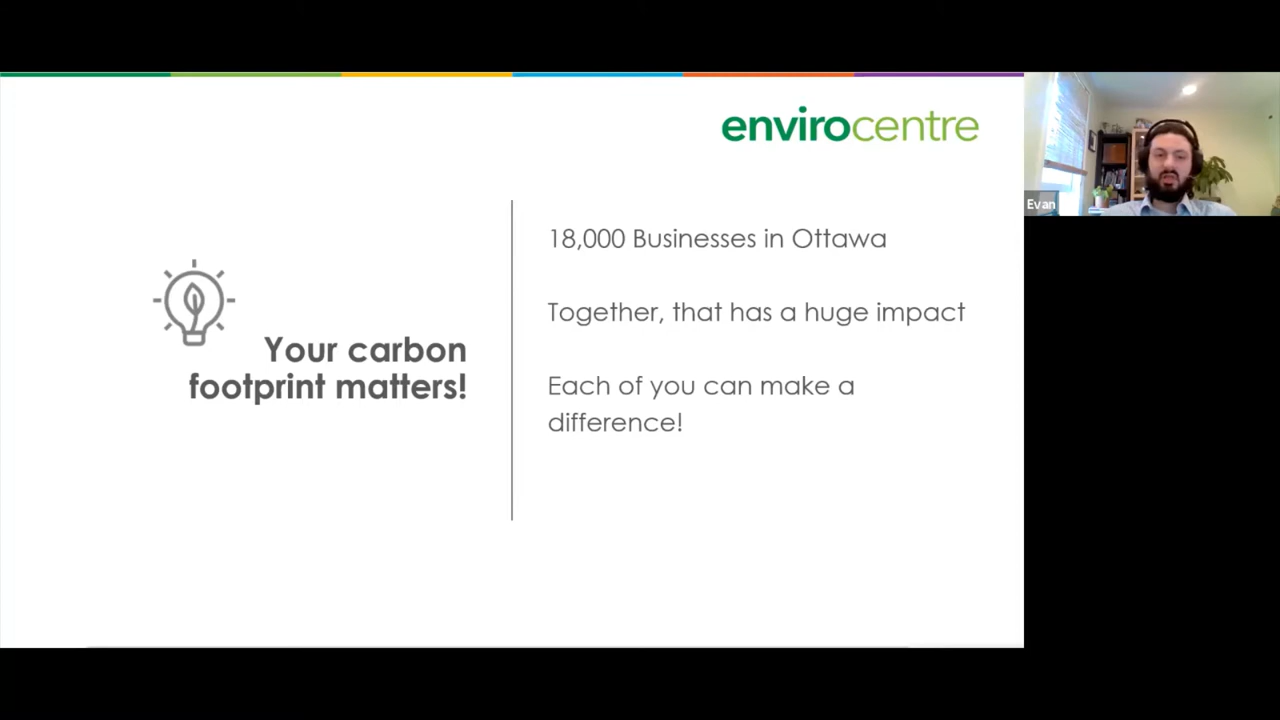 envirocentre
Your carbon
footprint matters!
18,000 Businesses in Ottawa
Together, that has a huge impact
Each of you can make a
difference!
Evan